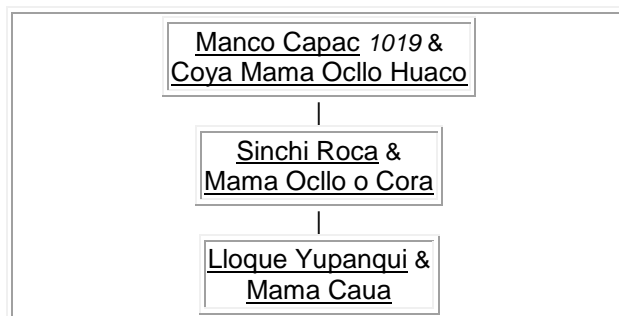 Manco Capac 1019 &
Coya Mama Ocllo Huaco
Sinchi Roca &
Mama Ocllo o Cora
Lloque Yupanqui &
Mama Caua